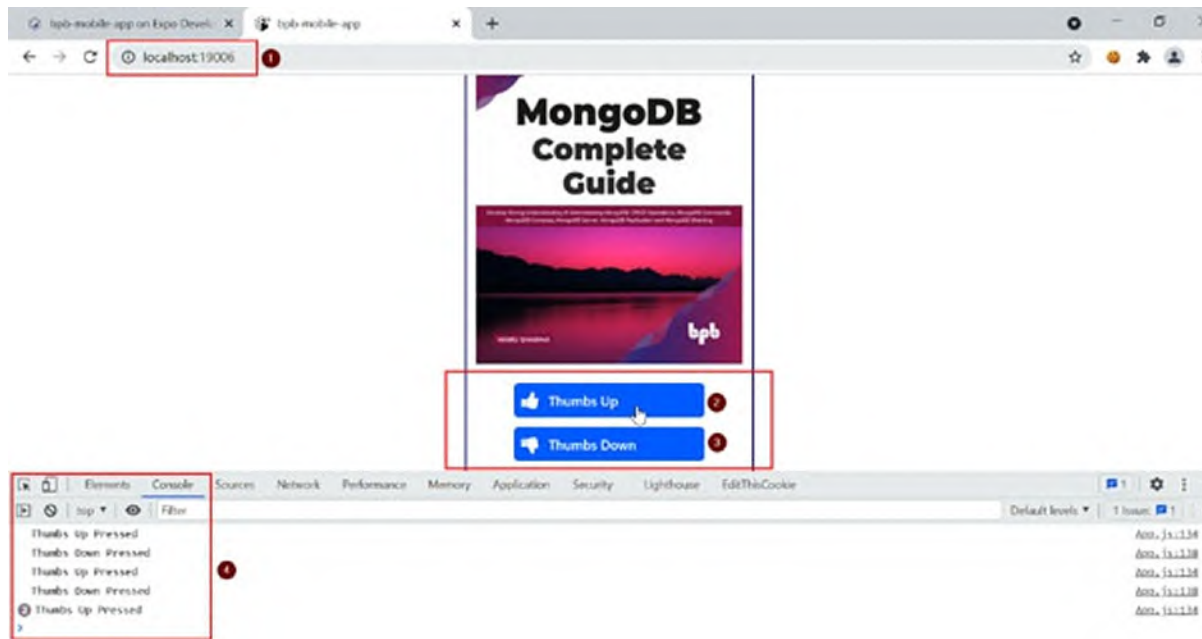 bpb-mobile-app on Expo Devel
bpb-mobile-app
localhost:19006
1
MongoDB
Complete
Guide
bpb
Thumbs Up
2
Thumbs Down
3
Elements Console Sources Network Performance Memory Application Security Lighthouse EditThisCookie
1
top Filter Default levels 1 Issue: 1
Thumbs Up Pressed App.js:134
Thumbs Down Pressed App.js:138
Thumbs Up Pressed App.js:134
4
Thumbs Down Pressed App.js:138
2 Thumbs Up Pressed App.js:134